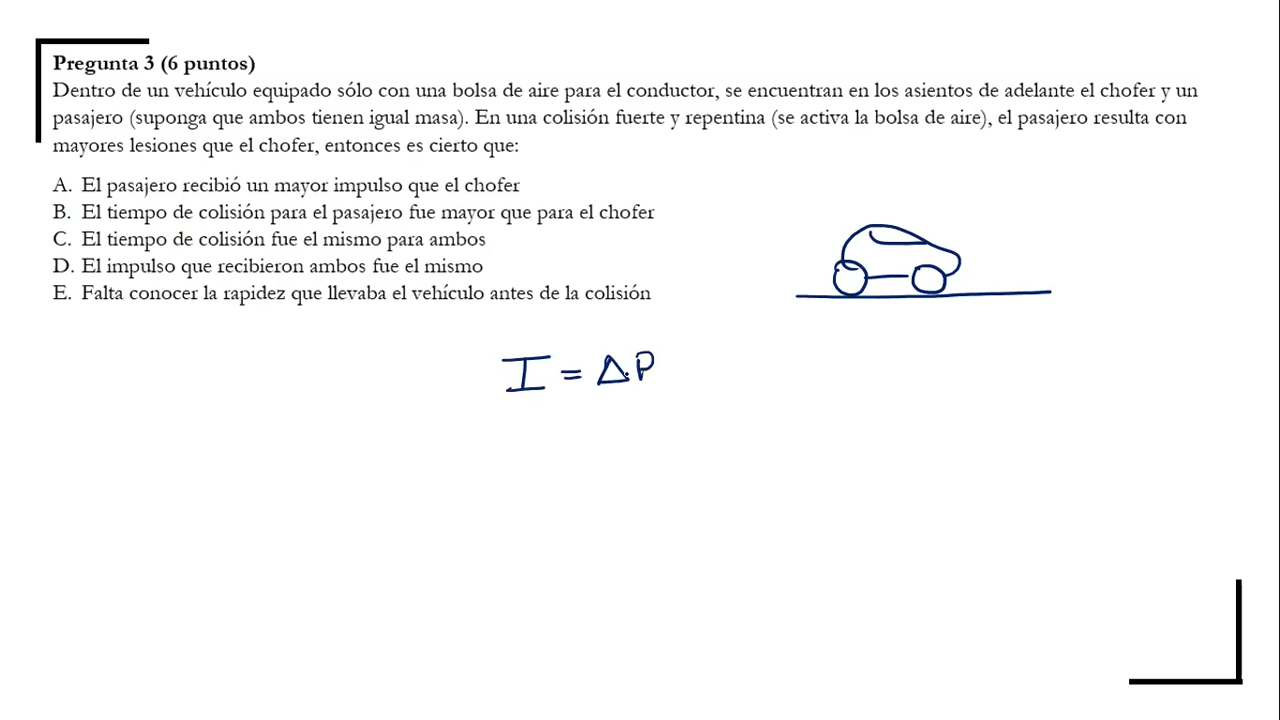 Pregunta 3 (6 puntos)
Dentro de un vehículo equipado sólo con una bolsa de aire para el conductor, se encuentran en los asientos de adelante el chofer y un
pasajero (suponga que ambos tienen igual masa). En una colisión fuerte y repentina (se activa la bolsa de aire), el pasajero resulta con
mayores lesiones que el chofer, entonces es cierto que:
A. El pasajero recibió un mayor impulso que el chofer
B. El tiempo de colisión para el pasajero fue mayor que para el chofer
C. El tiempo de colisión fue el mismo para ambos
D. El impulso que recibieron ambos fue el mismo
E. Falta conocer la rapidez que llevaba el vehículo antes de la colisión
I = ΔP